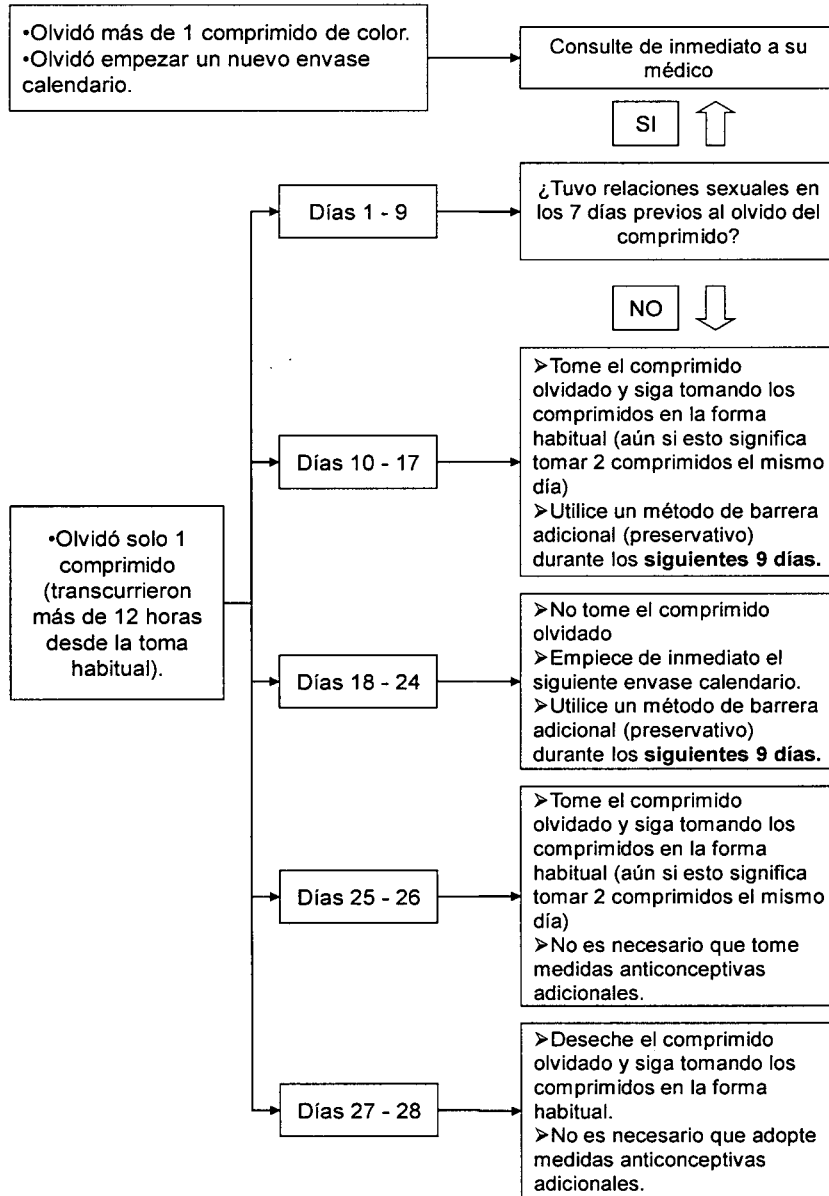 •Olvidó más de 1 comprimido de color.
•Olvidó empezar un nuevo envase
calendario.
Consulte de inmediato a su
médico
SI
Días 1 - 9
¿Tuvo relaciones sexuales en
los 7 días previos al olvido del
comprimido?
NO
Días 10 - 17
➢Tome el comprimido
olvidado y siga tomando los
comprimidos en la forma
habitual (aún si esto significa
tomar 2 comprimidos el mismo
día)
➢Utilice un método de barrera
adicional (preservativo)
durante los siguientes 9 días.
•Olvidó solo 1
comprimido
(transcurrieron
más de 12 horas
desde la toma
habitual).
Días 18 - 24
➢No tome el comprimido
olvidado
➢Empiece de inmediato el
siguiente envase calendario.
➢Utilice un método de barrera
adicional (preservativo)
durante los siguientes 9 días.
Días 25 - 26
➢Tome el comprimido
olvidado y siga tomando los
comprimidos en la forma
habitual (aún si esto significa
tomar 2 comprimidos el mismo
día)
➢No es necesario que tome
medidas anticonceptivas
adicionales.
Días 27 - 28
➢Deseche el comprimido
olvidado y siga tomando los
comprimidos en la forma
habitual.
➢No es necesario que adopte
medidas anticonceptivas
adicionales.